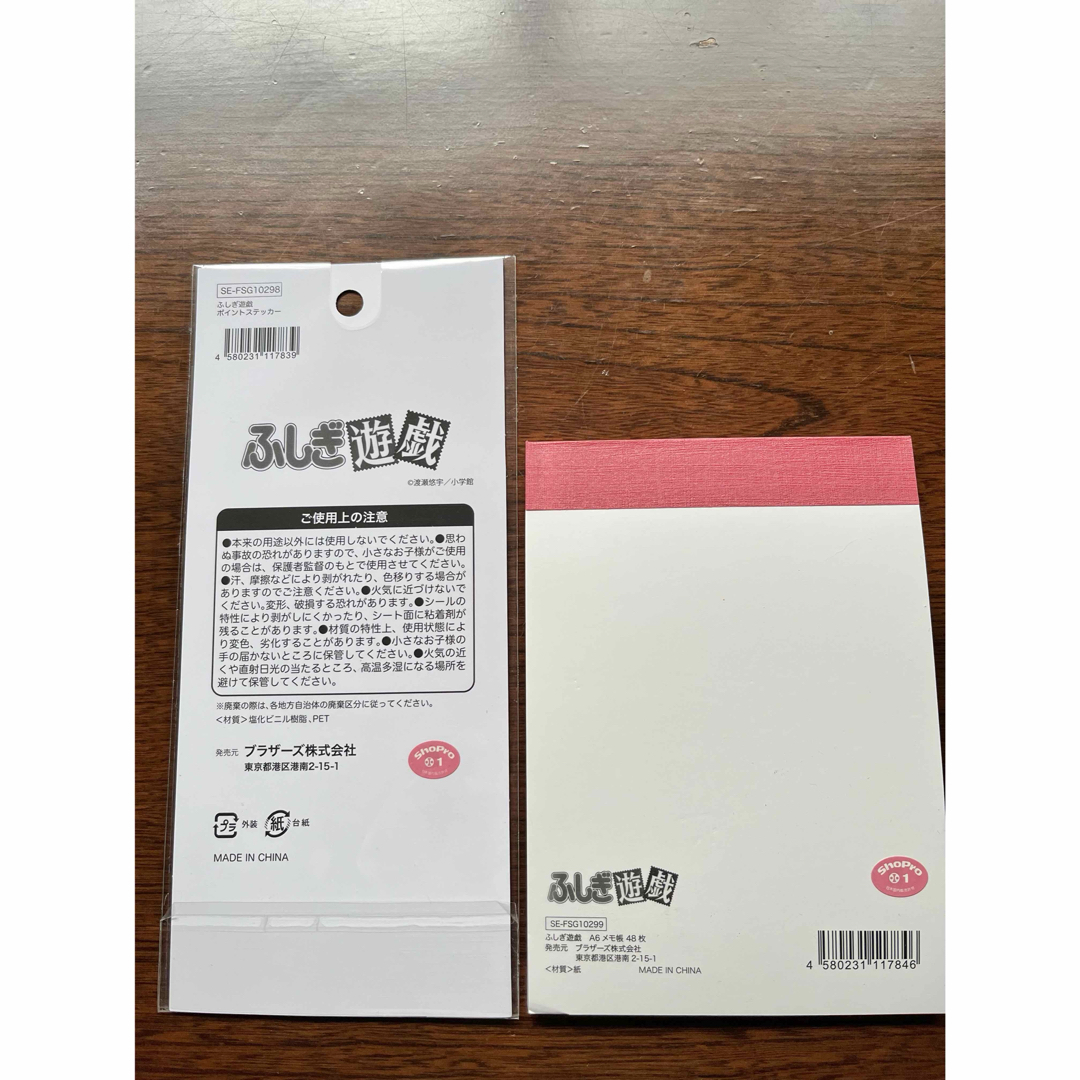 SE-FSG10298
ふしぎ遊戯
ポイントステッカー
4 580231 117839
ふしぎ遊戯
©渡瀬悠宇／小学館
ご使用上の注意
●本来の用途以外には使用しないでください。●思わ
ぬ事故の恐れがありますので、小さなお子様がご使用
の場合は、保護者監督のもとで使用させてください。
●汗、摩擦などにより剥がれたり、色移りする場合が
ありますのでご注意ください。●火気に近づけないで
ください。変形、破損する恐れがあります。●シールの
特性により剥がしにくかったり、シート面に粘着剤が
残ることがあります。●材質の特性上、使用状態によ
り変色、劣化することがあります。●小さなお子様の
手の届かないところに保管してください。●火気の近
くや直射日光の当たるところ、高温多湿になる場所を
避けて保管してください。
※廃棄の際は、各地方自治体の廃棄区分に従ってください。
<材質>塩化ビニル樹脂、PET
発売元 ブラザーズ株式会社
東京都港区港南2-15-1
ShoPro
1
プラ 外装 紙 台紙
MADE IN CHINA
ふしぎ遊戯
ShoPro
1
SE-FSG10299
ふしぎ遊戯 A6メモ帳 48枚
発売元 ブラザーズ株式会社
東京都港区港南 2-15-1
<材質>紙 MADE IN CHINA
4 580231 117846